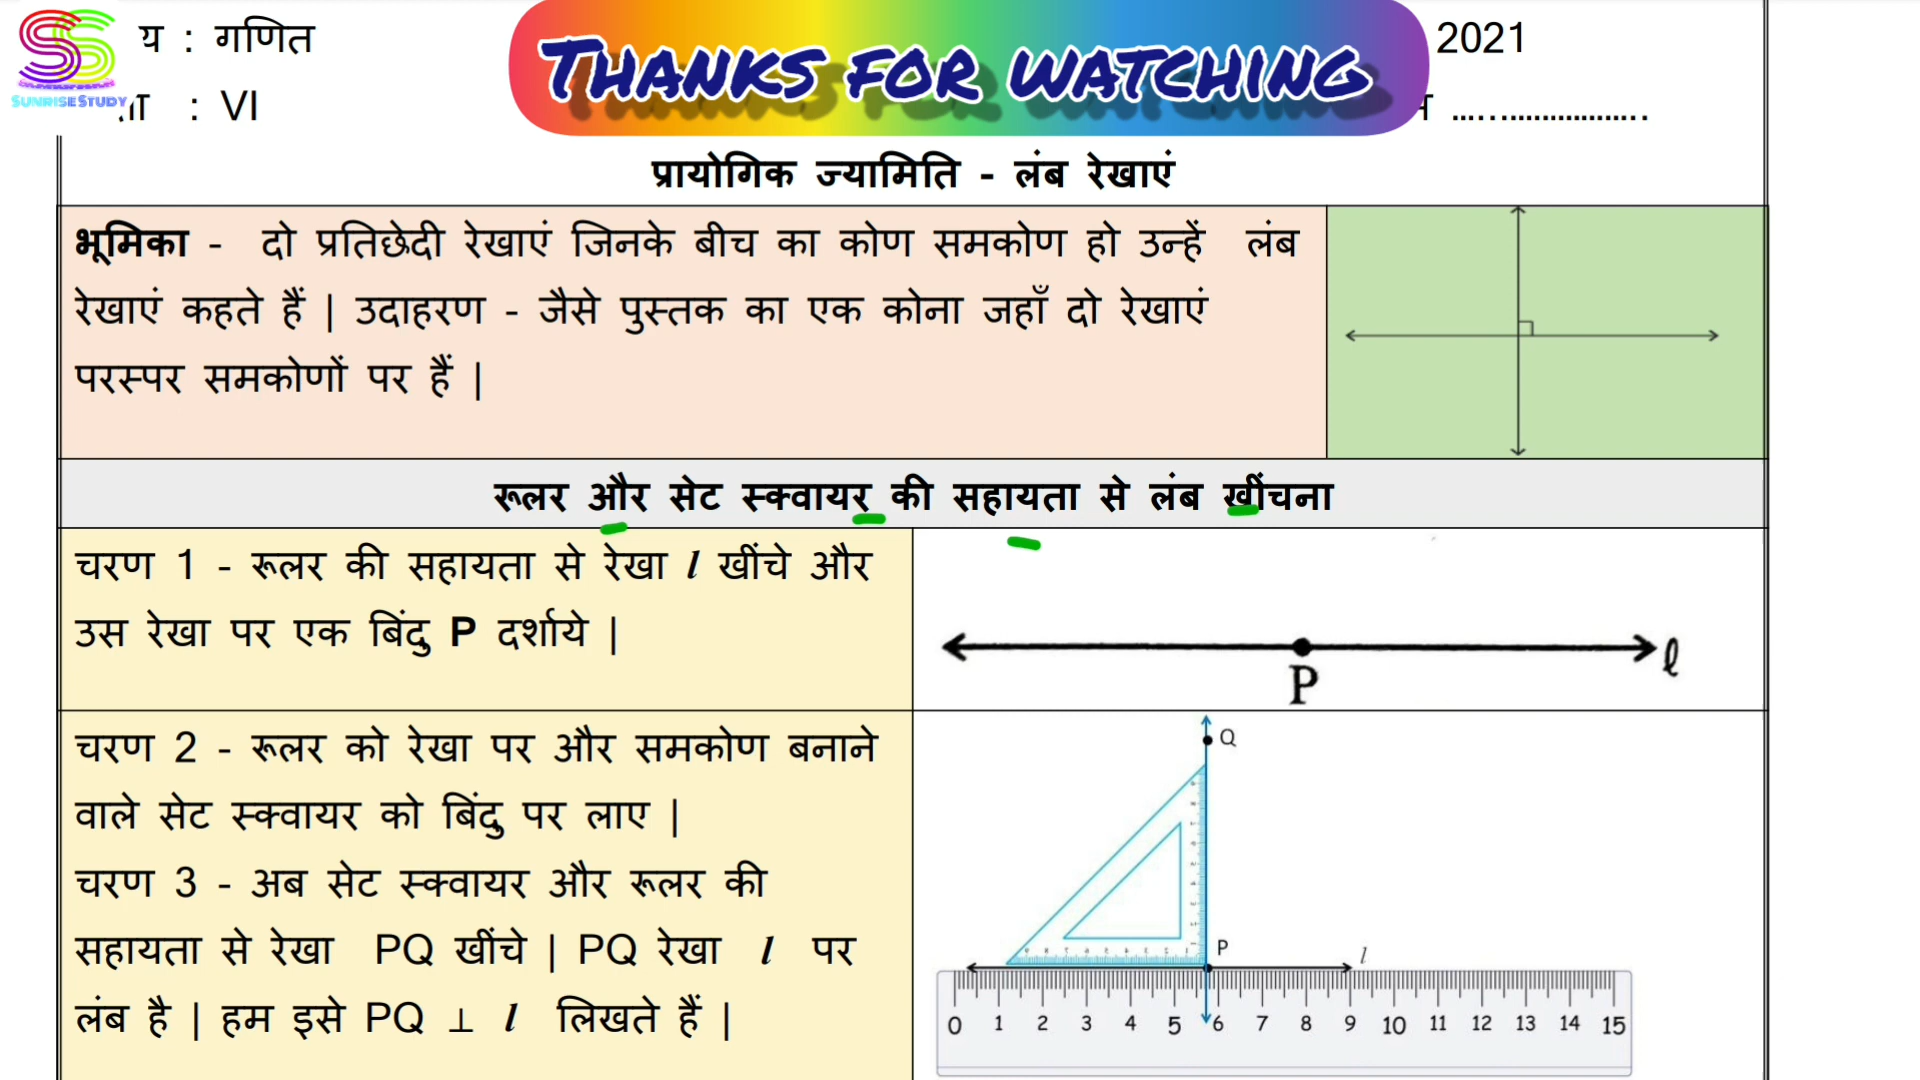 SS
SUNRISE STUDY
य : गणित
THANKS FOR WATCHING
2021
: VI
प्रायोगिक ज्यामिति - लंब रेखाएं
भूमिका - दो प्रतिछेदी रेखाएं जिनके बीच का कोण समकोण हो उन्हें लंब
रेखाएं कहते हैं | उदाहरण - जैसे पुस्तक का एक कोना जहाँ दो रेखाएं
परस्पर समकोणों पर हैं |
रूलर और सेट स्क्वायर की सहायता से लंब खींचना
चरण 1 - रूलर की सहायता से रेखा l खींचे और
उस रेखा पर एक बिंदु P दर्शाये |
P
ℓ
चरण 2 - रूलर को रेखा पर और समकोण बनाने
वाले सेट स्क्वायर को बिंदु पर लाए |
चरण 3 - अब सेट स्क्वायर और रूलर की
सहायता से रेखा PQ खींचे | PQ रेखा l पर
लंब है | हम इसे PQ ⊥ l लिखते हैं |
Q
P
l
0 1 2 3 4 5 6 7 8 9 10 11 12 13 14 15